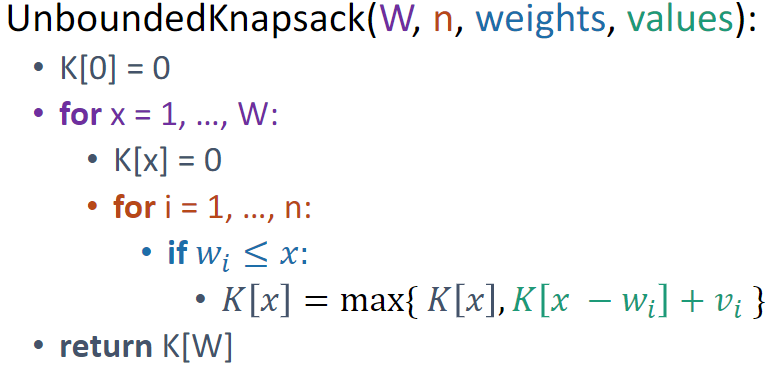 UnboundedKnapsack(W, n, weights, values):
• K[0] = 0
• for x = 1, …, W:
• K[x] = 0
• for i = 1, …, n:
• if wᵢ ≤ x:
• K[x] = max{ K[x], K[x − wᵢ] + vᵢ }
• return K[W]